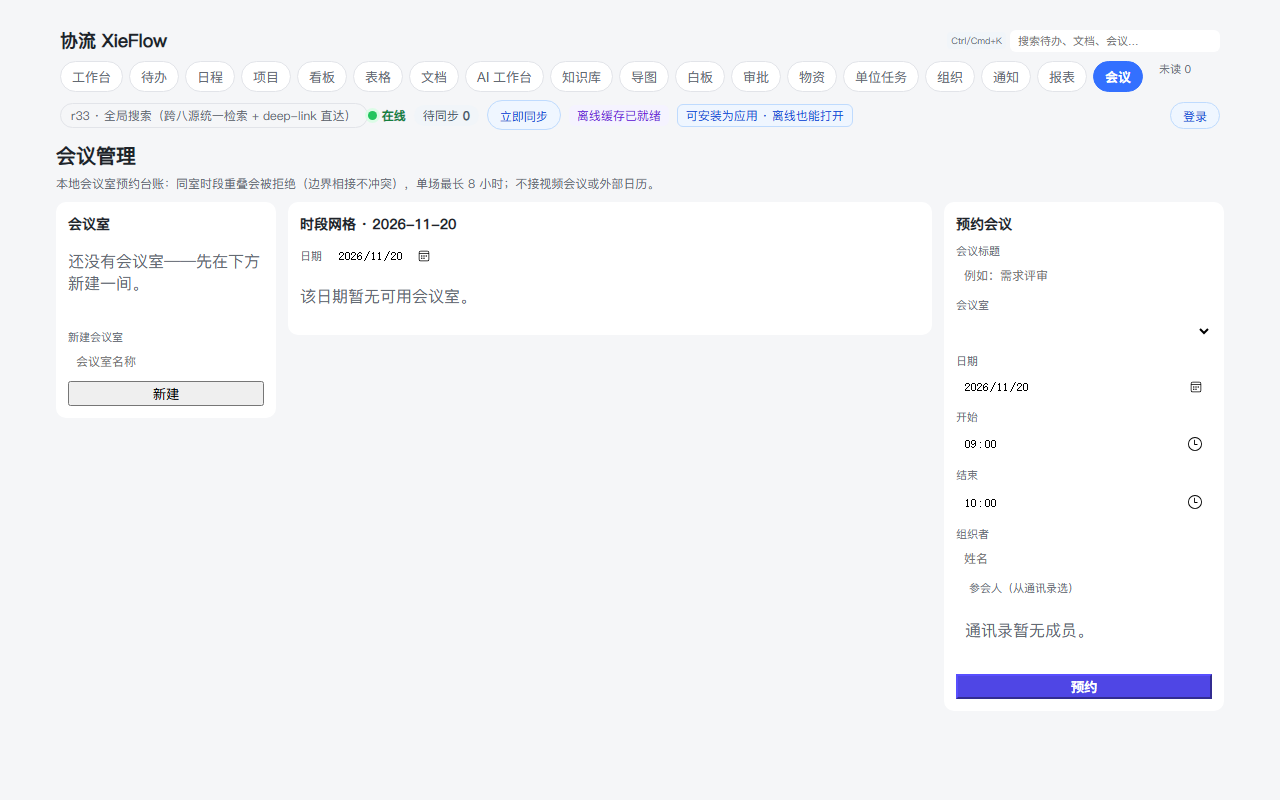 协流 XieFlow
Ctrl/Cmd+K
搜索待办、文档、会议...
工作台
待办
日程
项目
看板
表格
文档
AI 工作台
知识库
导图
白板
审批
物资
单位任务
组织
通知
报表
会议
未读 0
r33 · 全局搜索（跨八源统一检索 + deep-link 直达）
在线
待同步 0
立即同步
离线缓存已就绪
可安装为应用 · 离线也能打开
登录
会议管理
本地会议室预约台账：同室时段重叠会被拒绝（边界相接不冲突），单场最长 8 小时；不接视频会议或外部日历。
会议室
还没有会议室——先在下方
新建一间。
新建会议室
会议室名称
新建
时段网格 · 2026-11-20
日期 2026/11/20
该日期暂无可用会议室。
预约会议
会议标题
例如：需求评审
会议室
日期
2026/11/20
开始
09:00
结束
10:00
组织者
姓名
参会人（从通讯录选）
通讯录暂无成员。
预约